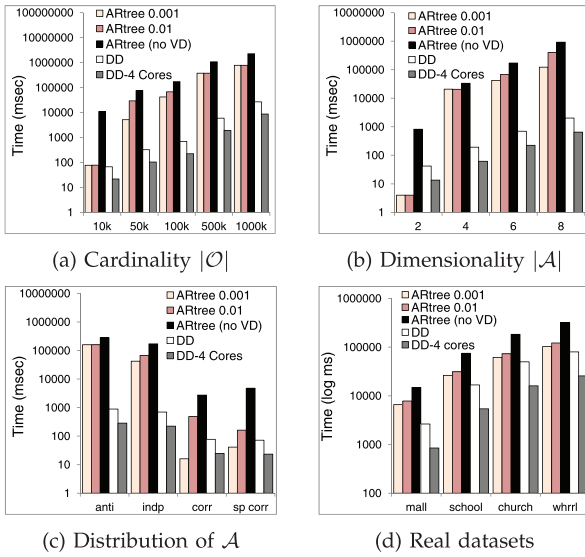 ARtree 0.001
ARtree 0.01
ARtree (no VD)
DD
DD-4 Cores
Time (msec)
10000000
1000000
100000
10000
1000
100
10
1
10k 50k 100k 500k 1000k
(a) Cardinality |𝒪|
ARtree 0.001
ARtree 0.01
ARtree (no VD)
DD
DD-4 Cores
Time (msec)
10000000
1000000
100000
10000
1000
100
10
1
2 4 6 8
(b) Dimensionality |𝒜|
ARtree 0.001
ARtree 0.01
ARtree (no VD)
DD
DD-4 Cores
Time (msec)
10000000
1000000
100000
10000
1000
100
10
1
anti indp corr sp corr
(c) Distribution of 𝒜
ARtree 0.001
ARtree 0.01
ARtree (no VD)
DD
DD-4 cores
Time (log ms)
1000000
100000
10000
1000
100
mall school church whrrl
(d) Real datasets